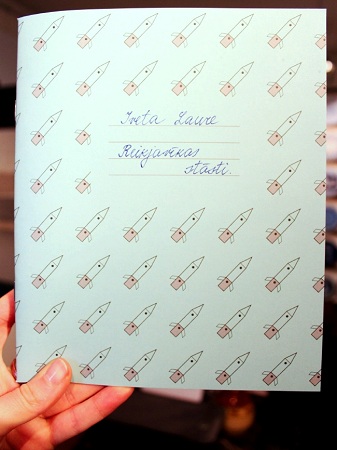 Iveta Laure
Reikjavīkas
stāsti.